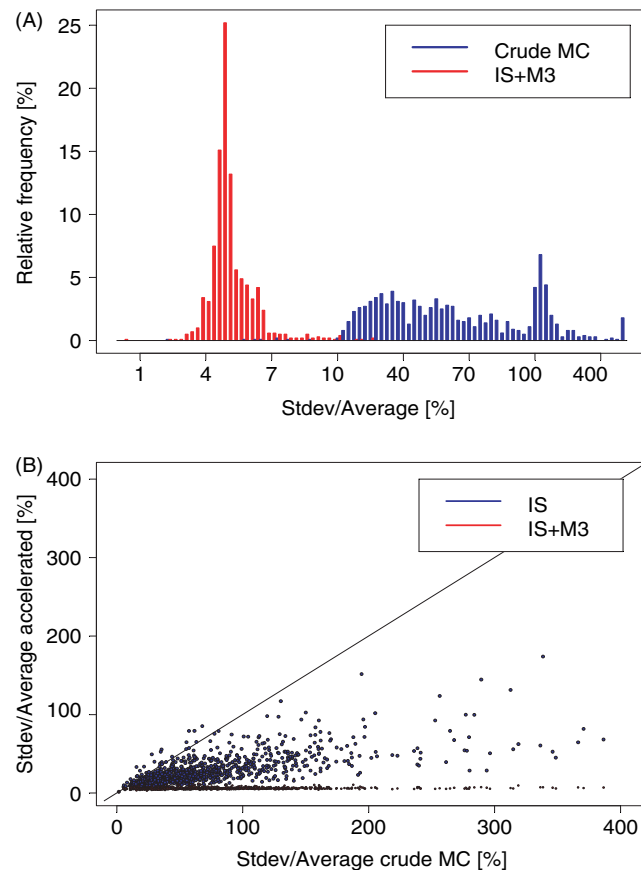 (A)
25
20
15
10
5
0
Relative frequency [%]
Crude MC
IS+M3
1 4 7 10 40 70 100 400
Stdev/Average [%]
(B)
400
300
200
100
0
Stdev/Average accelerated [%]
IS
IS+M3
0 100 200 300 400
Stdev/Average crude MC [%]